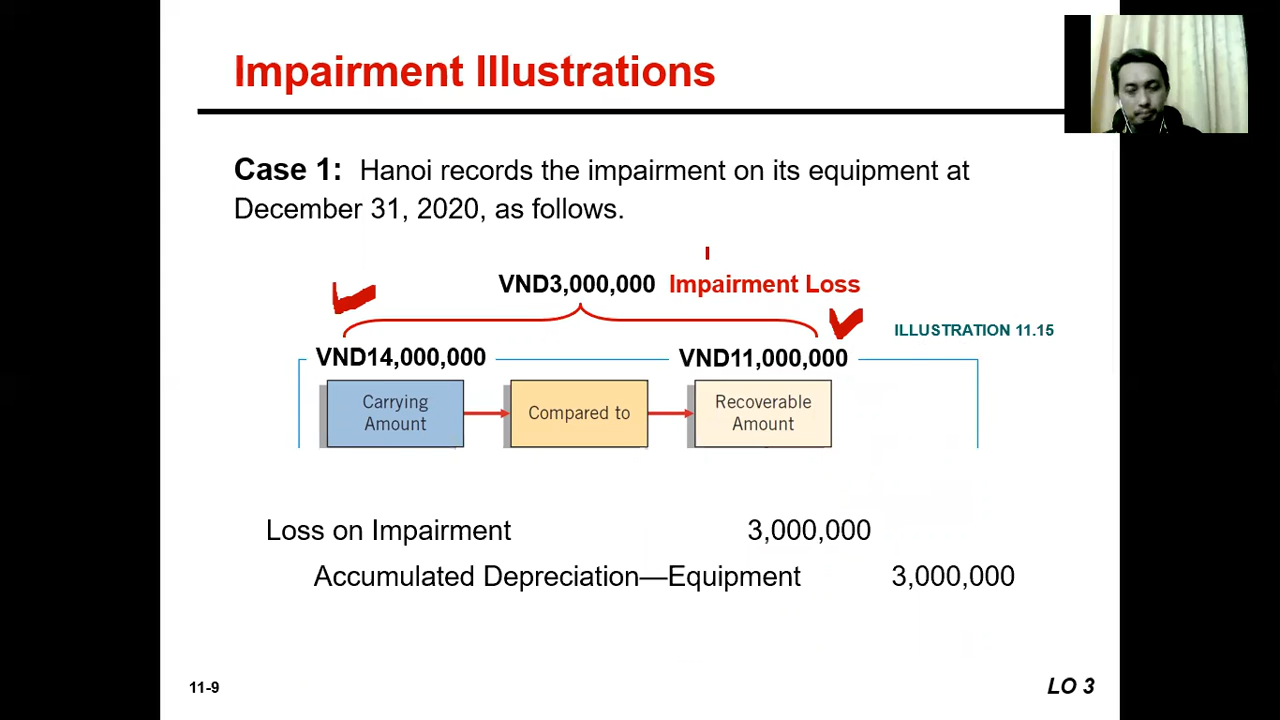 Impairment Illustrations
Case 1: Hanoi records the impairment on its equipment at
December 31, 2020, as follows.
VND3,000,000 Impairment Loss
ILLUSTRATION 11.15
VND14,000,000 VND11,000,000
Carrying
Amount
Compared to
Recoverable
Amount
Loss on Impairment 3,000,000
Accumulated Depreciation—Equipment 3,000,000
11-9 LO 3